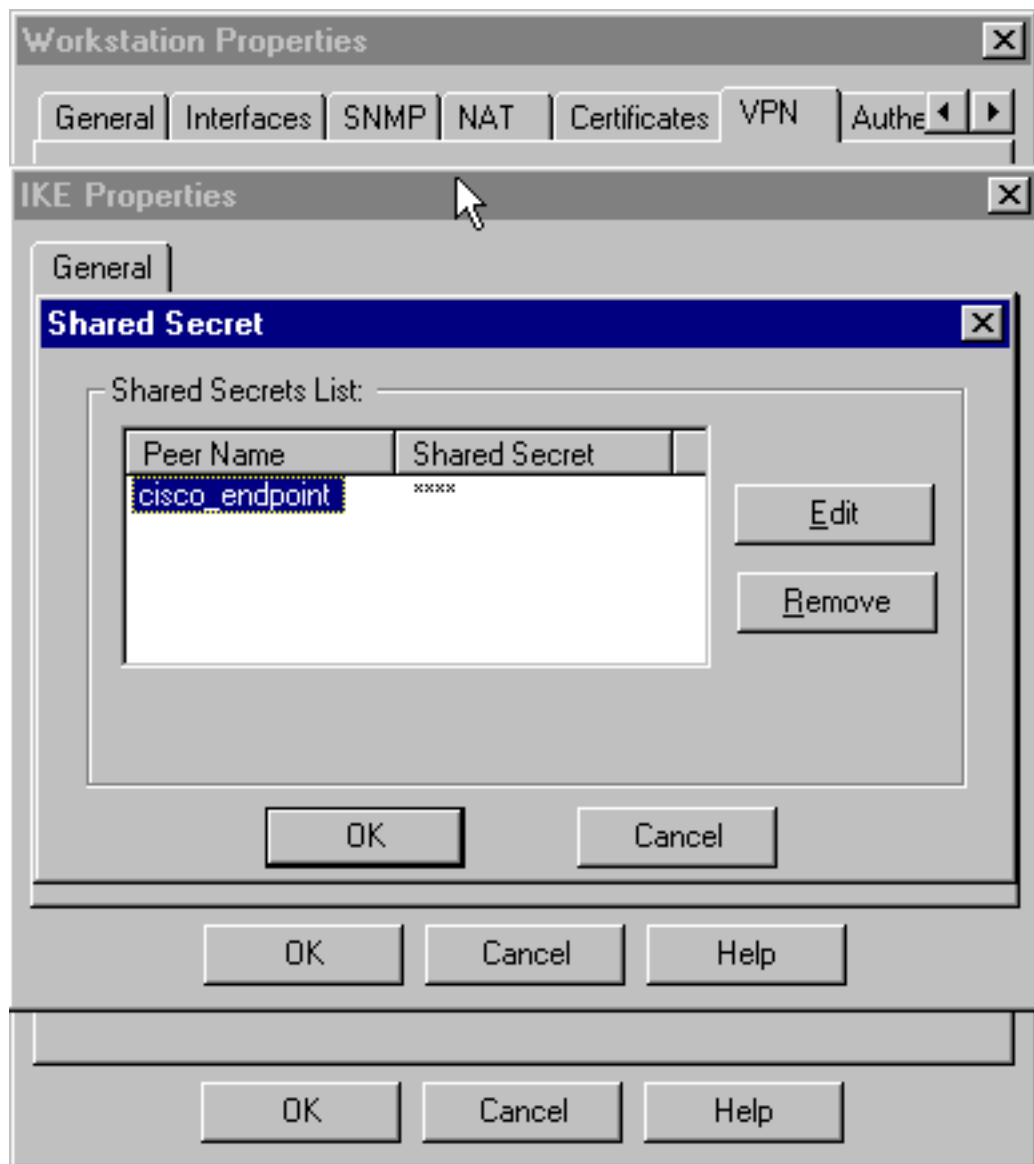 Workstation Properties
General Interfaces SNMP NAT Certificates VPN Authe
IKE Properties
General
Shared Secret
Shared Secrets List:
Peer Name Shared Secret
cisco_endpoint ****
Edit
Remove
OK Cancel
OK Cancel Help
OK Cancel Help